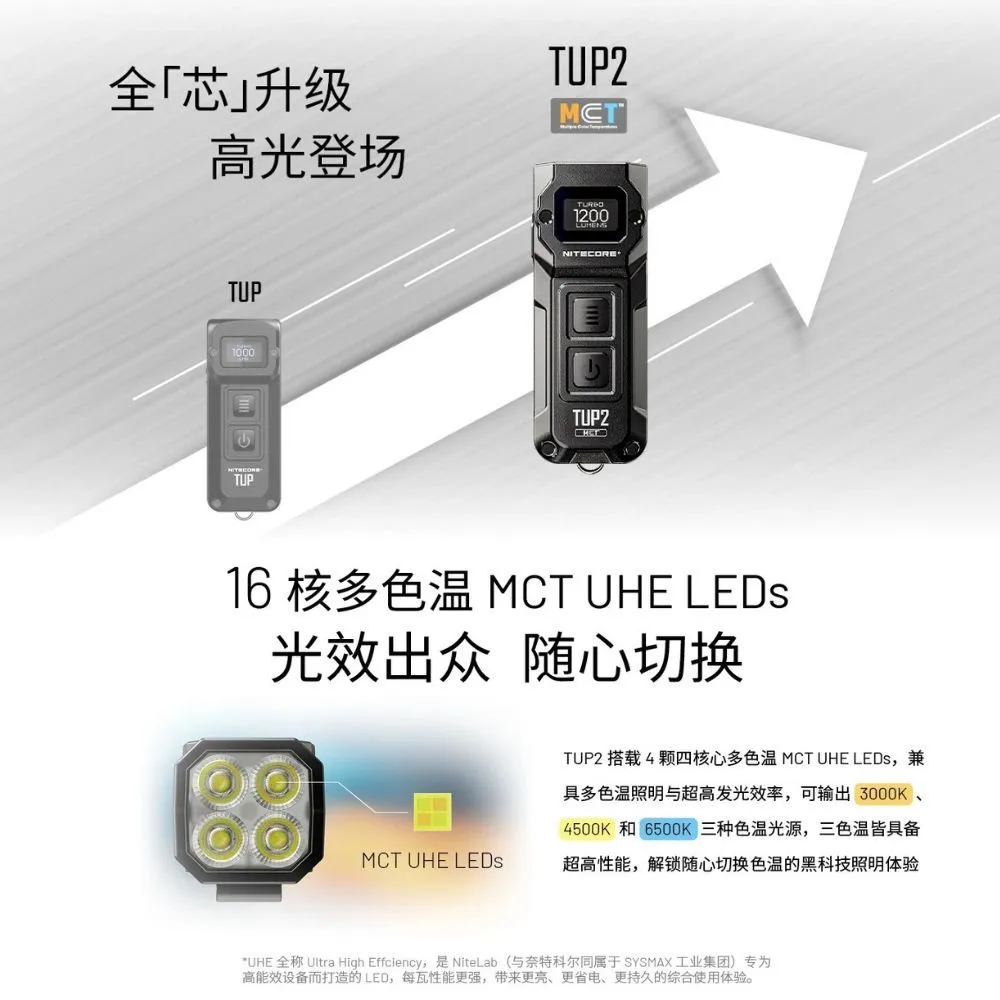 全「芯」升级
高光登场
TUP2
MCT™
Multiple Color Temperatures
TURBO
1200
LUMENS
NITECORE®
TUP2
MCT
TUP
1000
NITECORE®
TUP
16 核多色温 MCT UHE LEDs
光效出众 随心切换
TUP2 搭载 4 颗四核心多色温 MCT UHE LEDs，兼
具多色温照明与超高发光效率，可输出 3000K 、
4500K 和 6500K 三种色温光源，三色温皆具备
超高性能，解锁随心切换色温的黑科技照明体验
MCT UHE LEDs
*UHE 全称 Ultra High Effciency，是 NiteLab（与奈特科尔同属于 SYSMAX 工业集团）专为
高能效设备而打造的 LED，每瓦性能更强，带来更亮、更省电、更持久的综合使用体验。